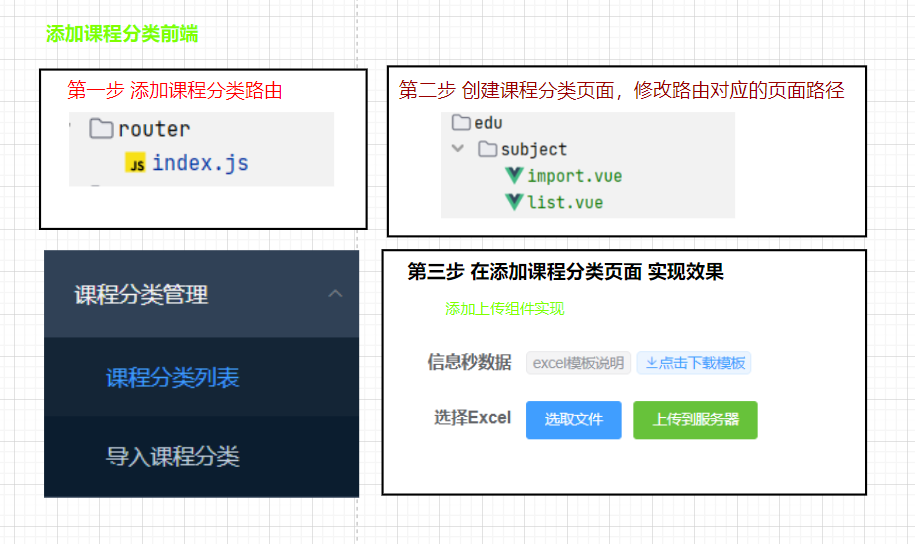 添加课程分类前端
第一步 添加课程分类路由
router
JS index.js
第二步 创建课程分类页面，修改路由对应的页面路径
edu
subject
import.vue
list.vue
课程分类管理
课程分类列表
导入课程分类
第三步 在添加课程分类页面 实现效果
添加上传组件实现
信息秒数据 excel模板说明 点击下载模板
选择Excel 选取文件 上传到服务器